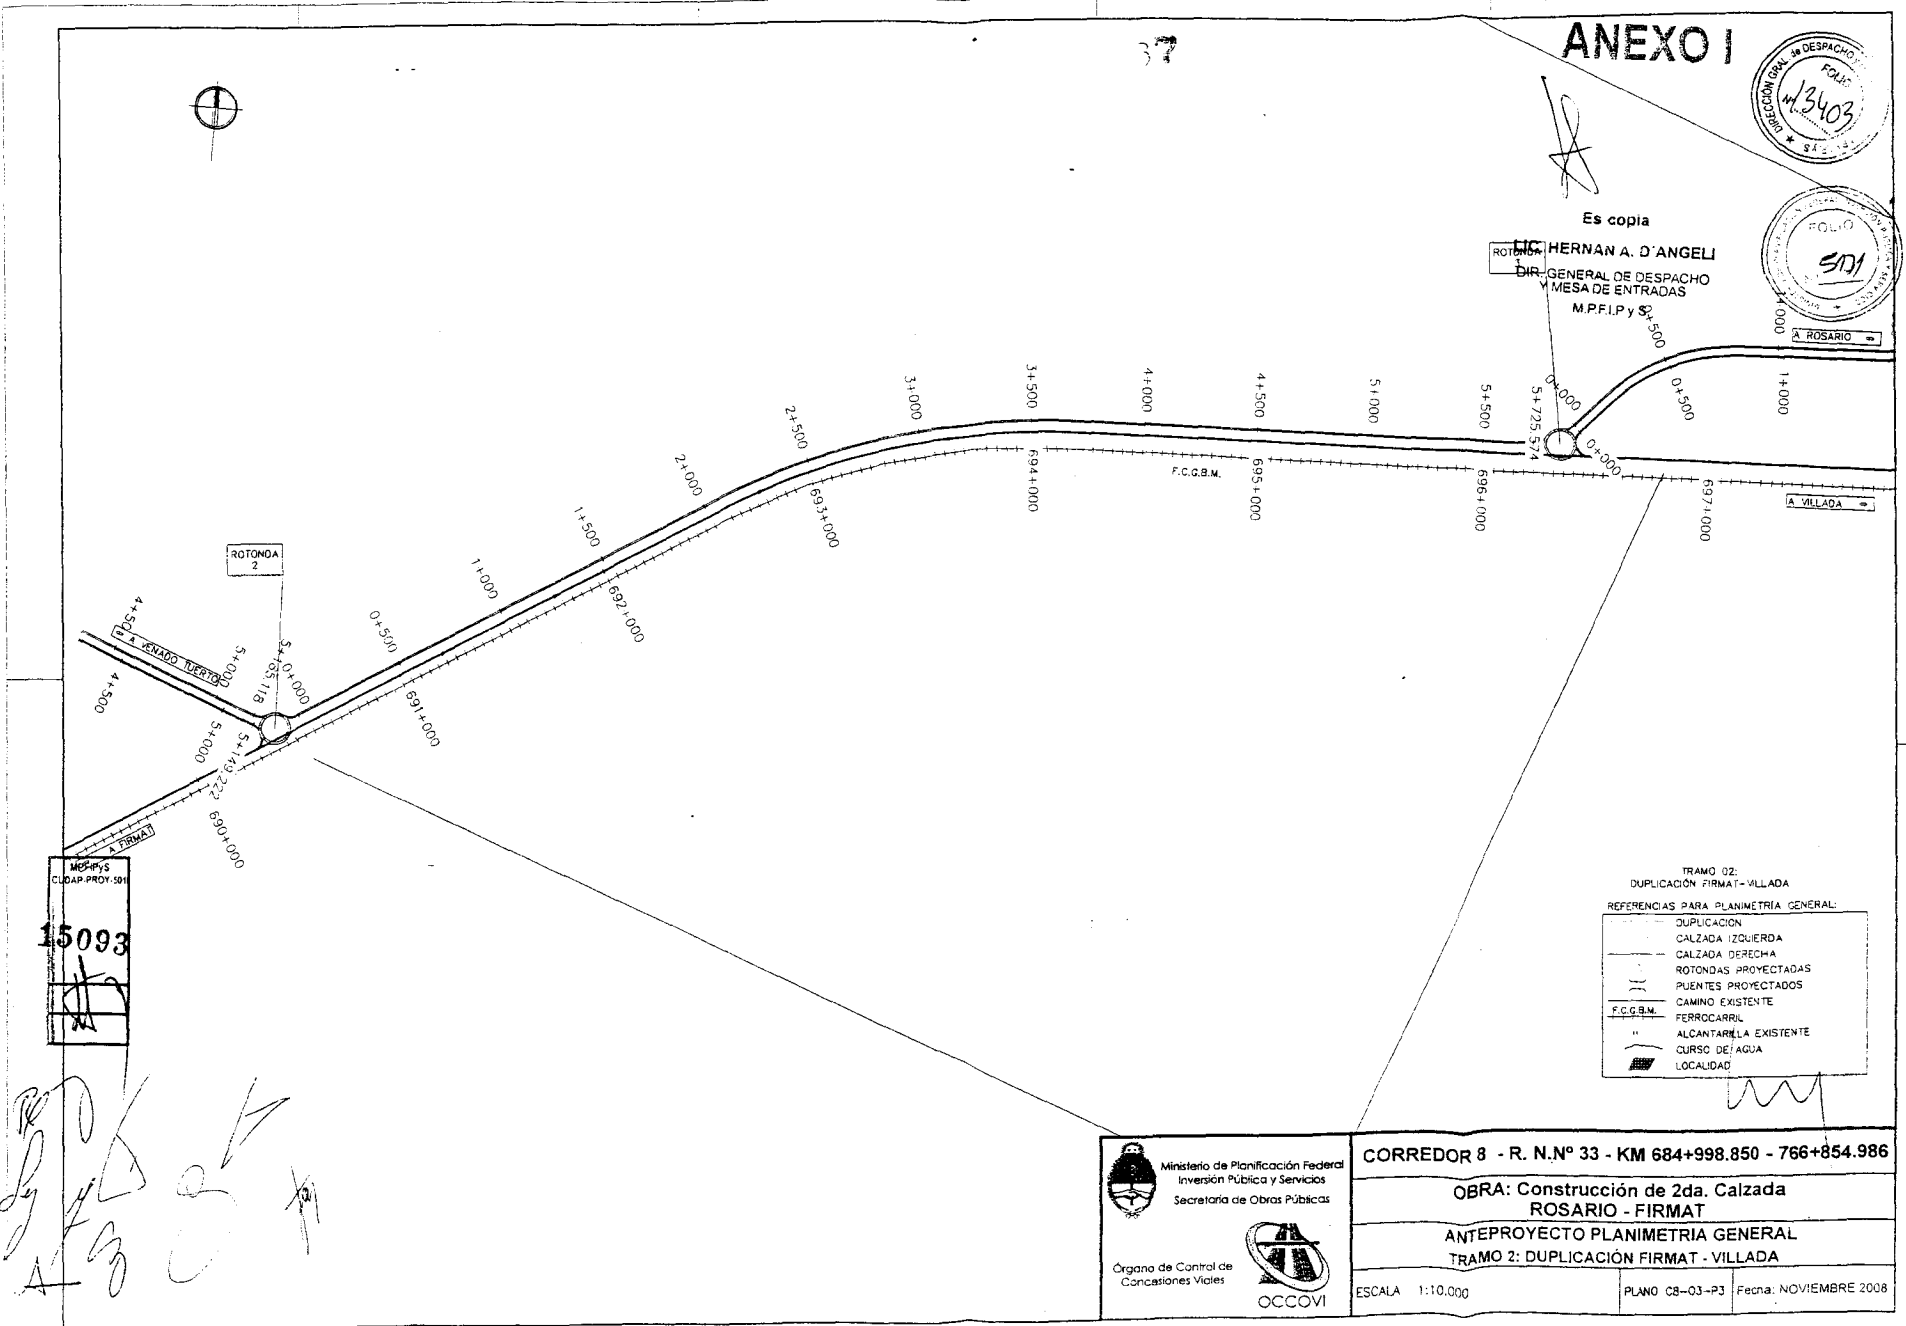 37
ANEXO I
DIRECCIÓN GRAL de DESPACHO
FOLIO
Nº 13403
FOLIO
Es copia
LIC. HERNAN A. D'ANGELI
DIR. GENERAL DE DESPACHO
Y MESA DE ENTRADAS
M.P.F.I.P y S
ROTONDA
1
A ROSARIO
0+500
1+000
0+000
0+500
1+000
0+000
5+725.574
5+500
5+000
4+500
4+000
3+500
3+000
2+500
2+000
1+500
1+000
0+500
0+000
5+165.118
5+000
4+500
A VENADO TUERTO
4+500
5+000
5+149.222
ROTONDA
2
F.C.G.B.M.
A VILLADA
697+000
696+000
695+000
694+000
693+000
692+000
691+000
690+000
A FIRMAT
MPFIPyS
CUDAP-PROY-S01
15093
TRAMO 02:
DUPLICACIÓN FIRMAT-VILLADA
REFERENCIAS PARA PLANIMETRÍA GENERAL:
DUPLICACION
CALZADA IZQUIERDA
CALZADA DERECHA
ROTONDAS PROYECTADAS
PUENTES PROYECTADOS
CAMINO EXISTENTE
F.C.G.B.M. FERROCARRIL
ALCANTARILLA EXISTENTE
CURSO DE AGUA
LOCALIDAD
Ministerio de Planificación Federal
Inversión Pública y Servicios
Secretaría de Obras Públicas
Órgano de Control de
Concesiones Viales
OCCOVI
CORREDOR 8 - R. N.Nº 33 - KM 684+998.850 - 766+854.986
OBRA: Construcción de 2da. Calzada
ROSARIO - FIRMAT
ANTEPROYECTO PLANIMETRIA GENERAL
TRAMO 2: DUPLICACIÓN FIRMAT - VILLADA
ESCALA 1:10.000
PLANO C8-03-P3
Fecha: NOVIEMBRE 2008